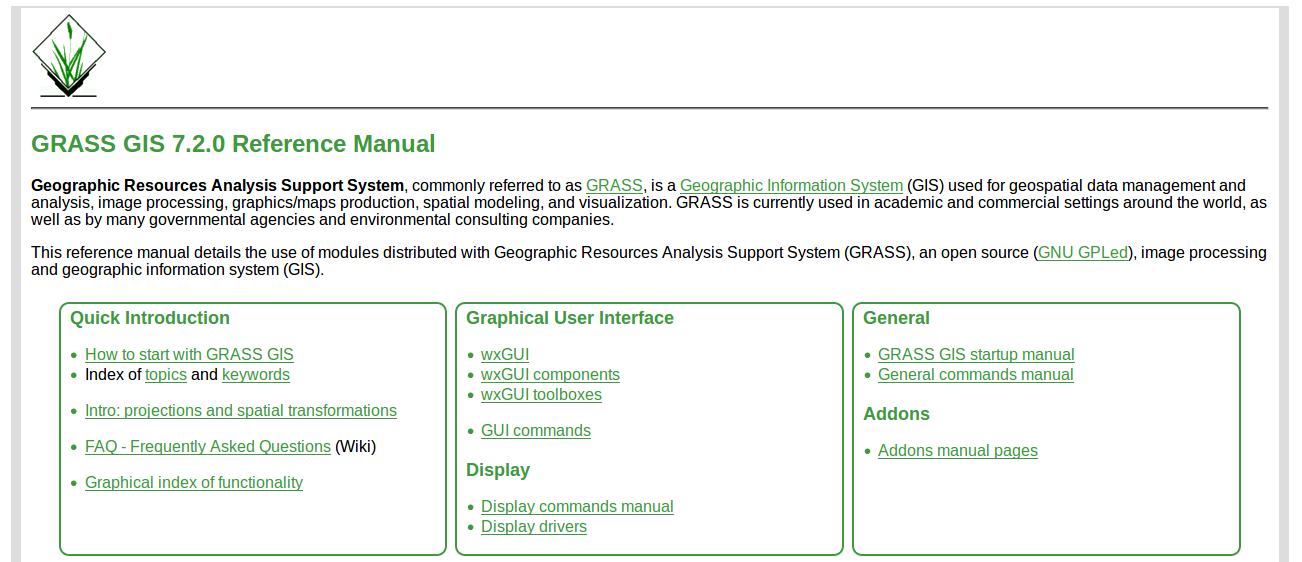 GRASS GIS 7.2.0 Reference Manual
Geographic Resources Analysis Support System, commonly referred to as GRASS, is a Geographic Information System (GIS) used for geospatial data management and
analysis, image processing, graphics/maps production, spatial modeling, and visualization. GRASS is currently used in academic and commercial settings around the world, as
well as by many governmental agencies and environmental consulting companies.
This reference manual details the use of modules distributed with Geographic Resources Analysis Support System (GRASS), an open source (GNU GPLed), image processing
and geographic information system (GIS).
Quick Introduction
How to start with GRASS GIS
Index of topics and keywords
Intro: projections and spatial transformations
FAQ - Frequently Asked Questions (Wiki)
Graphical index of functionality
Graphical User Interface
wxGUI
wxGUI components
wxGUI toolboxes
GUI commands
Display
Display commands manual
Display drivers
General
GRASS GIS startup manual
General commands manual
Addons
Addons manual pages